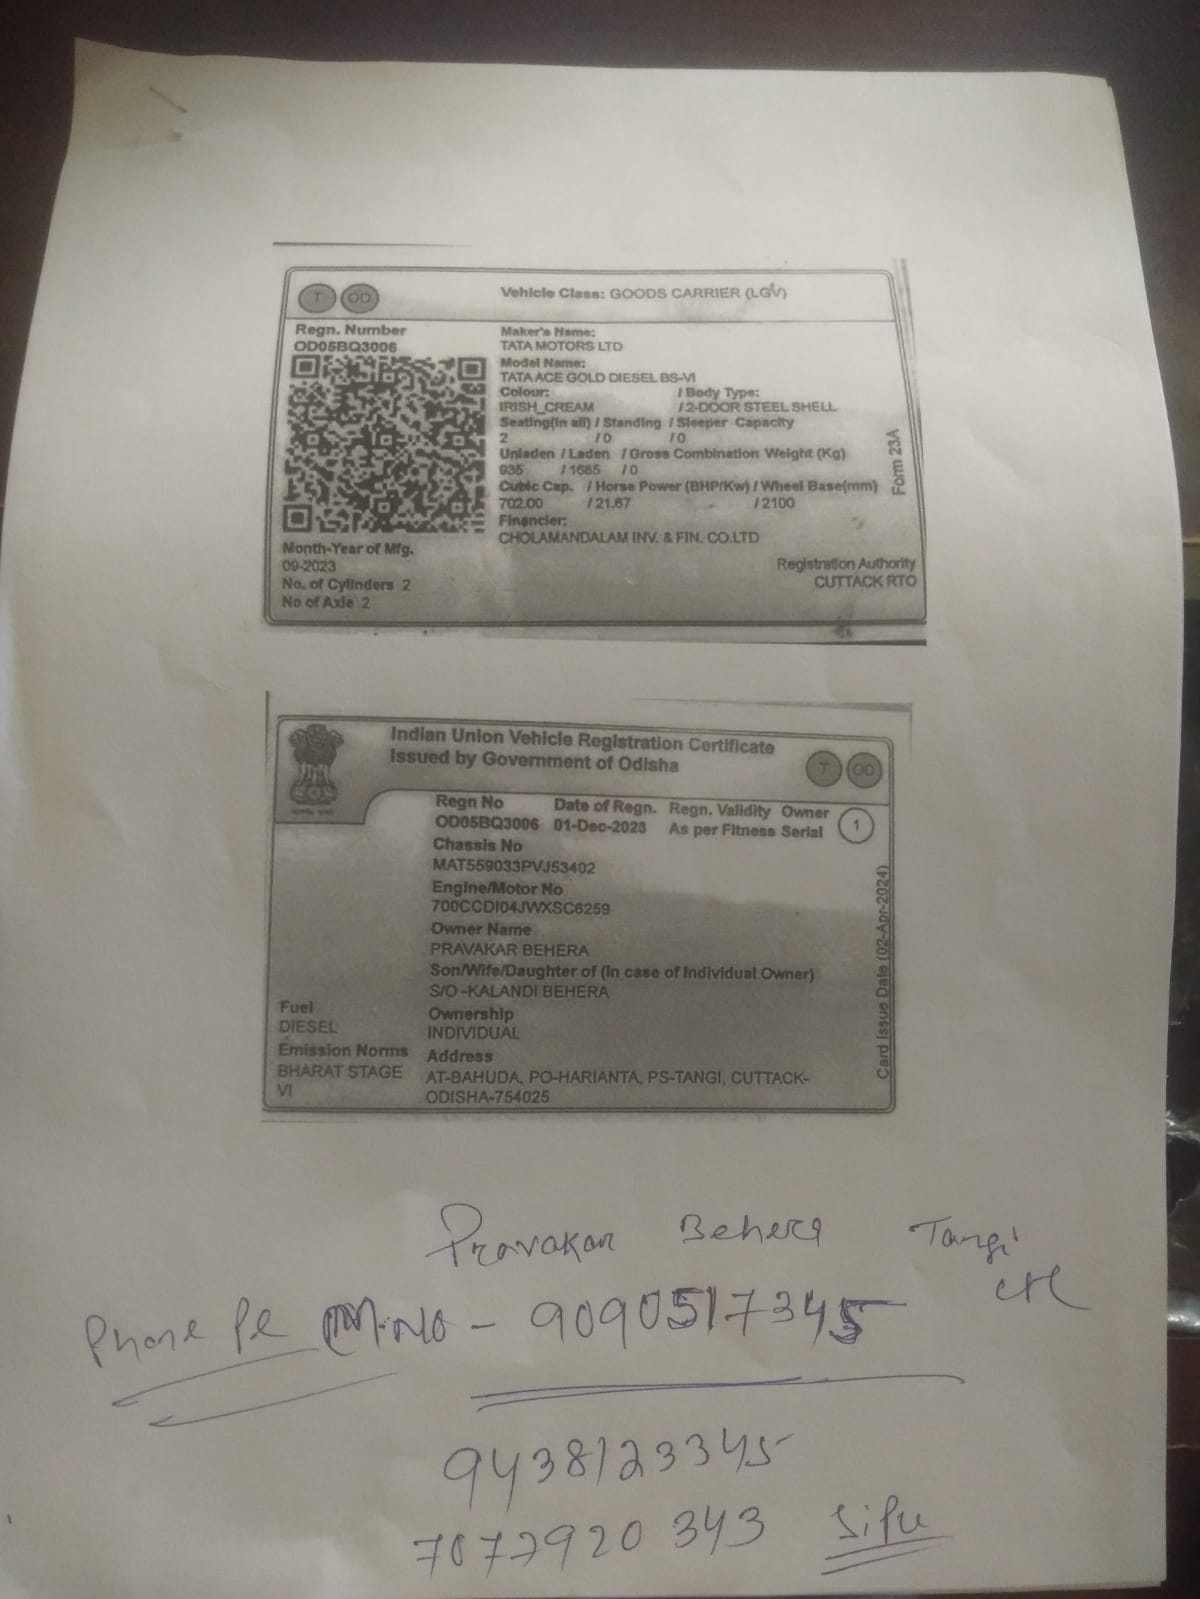 T OD Vehicle Class: GOODS CARRIER (LGV)
Regn. Number
OD05BQ3006
Maker's Name:
TATA MOTORS LTD
Model Name:
TATA ACE GOLD DIESEL BS-VI
Colour: / Body Type:
IRISH_CREAM / 2-DOOR STEEL SHELL
Seating(in all) / Standing / Sleeper Capacity
2 / 0 / 0
Unladen / Laden / Gross Combination Weight (Kg)
935 / 1685 / 0
Cubic Cap. / Horse Power (BHP/Kw) / Wheel Base(mm)
702.00 / 21.67 / 2100
Financier:
CHOLAMANDALAM INV. & FIN. CO.LTD
Form 23A
Month-Year of Mfg.
09-2023
No. of Cylinders 2
No of Axle 2
Registration Authority
CUTTACK RTO
Indian Union Vehicle Registration Certificate
Issued by Government of Odisha
T OD
Regn No Date of Regn. Regn. Validity Owner
OD05BQ3006 01-Dec-2023 As per Fitness Serial 1
Chassis No
MAT559033PVJ53402
Engine/Motor No
700CCDI04JWXSC6259
Owner Name
PRAVAKAR BEHERA
Son/Wife/Daughter of (In case of Individual Owner)
S/O -KALANDI BEHERA
Fuel
DIESEL
Ownership
INDIVIDUAL
Emission Norms
BHARAT STAGE
VI
Address
AT-BAHUDA, PO-HARIANTA, PS-TANGI, CUTTACK-
ODISHA-754025
Card Issue Date (02-Apr-2024)
Pravakar Behera Tangi
ctc
Phone Pe M.No - 9090517345
9438123345
7077920343 Sipu